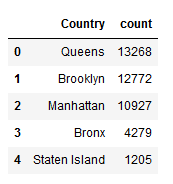 Country count
0 Queens 13268
1 Brooklyn 12772
2 Manhattan 10927
3 Bronx 4279
4 Staten Island 1205